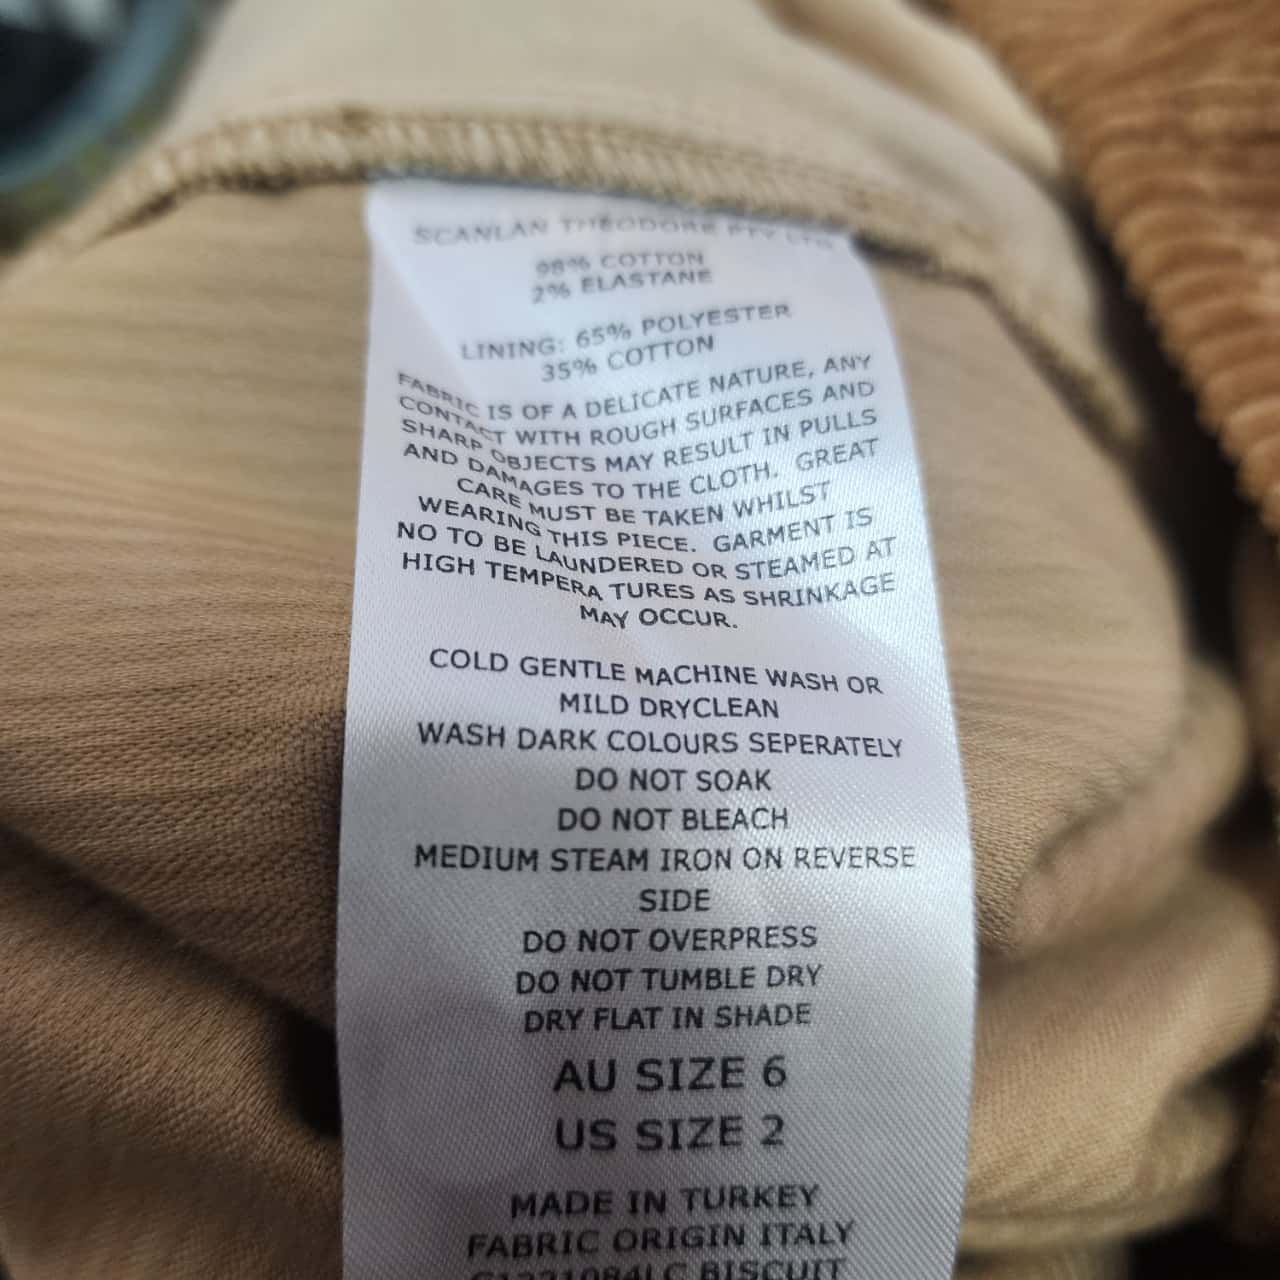 SCANLAN THEODORE PTY LTD
98% COTTON
2% ELASTANE
LINING: 65% POLYESTER
35% COTTON
FABRIC IS OF A DELICATE NATURE, ANY
CONTACT WITH ROUGH SURFACES AND
SHARP OBJECTS MAY RESULT IN PULLS
AND DAMAGES TO THE CLOTH. GREAT
CARE MUST BE TAKEN WHILST
WEARING THIS PIECE. GARMENT IS
NO TO BE LAUNDERED OR STEAMED AT
HIGH TEMPERA TURES AS SHRINKAGE
MAY OCCUR.
COLD GENTLE MACHINE WASH OR
MILD DRYCLEAN
WASH DARK COLOURS SEPERATELY
DO NOT SOAK
DO NOT BLEACH
MEDIUM STEAM IRON ON REVERSE
SIDE
DO NOT OVERPRESS
DO NOT TUMBLE DRY
DRY FLAT IN SHADE
AU SIZE 6
US SIZE 2
MADE IN TURKEY
FABRIC ORIGIN ITALY
BISCUIT